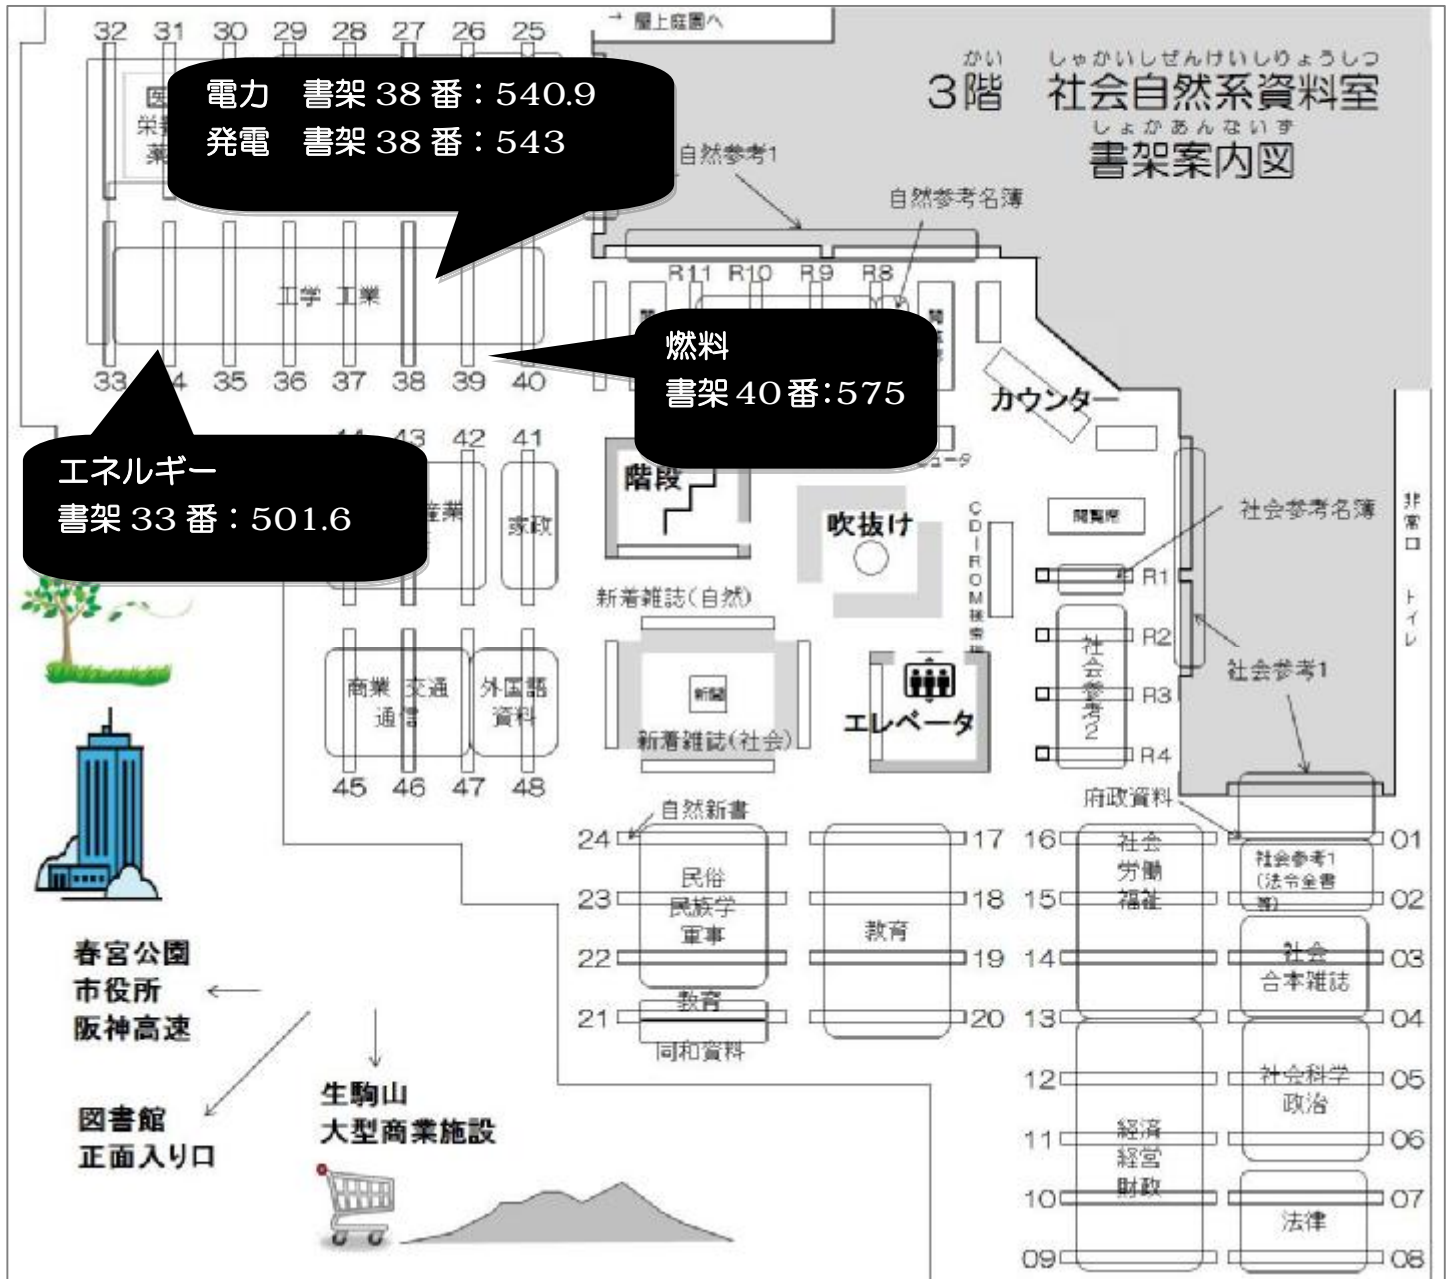 → 屋上庭園へ
かい しゃかいしぜんけいしりょうしつ
3階 社会自然系資料室
しょかあんないず
書架案内図
32 31 30 29 28 27 26 25
電力 書架 38 番：540.9
発電 書架 38 番：543
自然参考1
自然参考名簿
R11 R10 R9 R8
工学 工業
燃料
書架 40 番:575
カウンター
33 35 36 37 38 39 40
43 42 41
エネルギー
書架 33 番：501.6
産業
家政
階段
吹抜け
CDIROM検索機
閲覧席
社会参考名簿
非常口 トイレ
R1
R2
R3
R4
社会参考2
社会参考1
新着雑誌(自然)
新聞
新着雑誌(社会)
エレベータ
商業 交通
通信
外国語
資料
45 46 47 48
府政資料
自然新書
24 17 16 01
23 18 15 02
22 19 14 03
21 20 13 04
12 05
11 06
10 07
09 08
民俗
民族学
軍事
教育
同和資料
教育
社会
労働
福祉
社会参考1
(法令全書
等)
社会
合本雑誌
社会科学
政治
経済
経営
財政
法律
春宮公園
市役所 ←
阪神高速
図書館
正面入り口
生駒山
大型商業施設